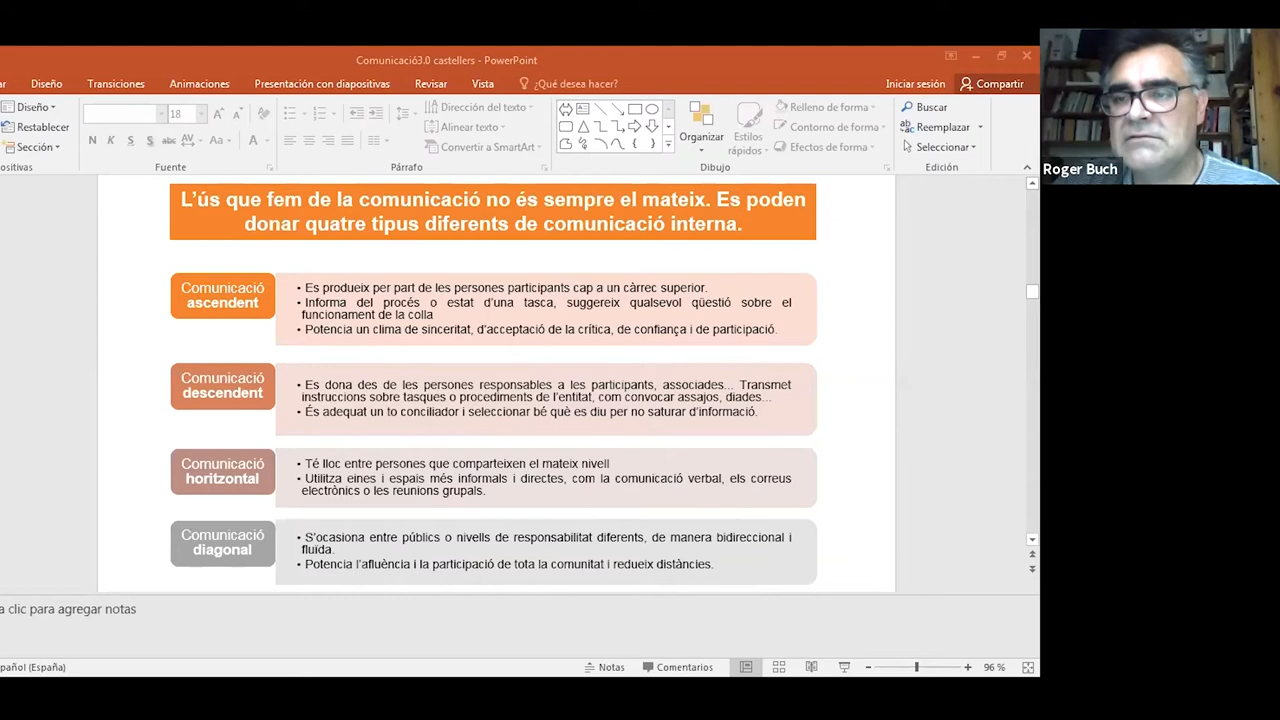 Comunicació3.0 castellers - PowerPoint
ar Diseño Transiciones Animaciones Presentación con diapositivas Revisar Vista ¿Qué desea hacer? Iniciar sesión Compartir
Diseño 18 Dirección del texto Relleno de forma Buscar
Restablecer N K S S abc AV Aa A Alinear texto Organizar Estilos rápidos Contorno de forma Reemplazar
Sección Convertir a SmartArt Efectos de forma Seleccionar
ositivas Fuente Párrafo Dibujo Edición
Roger Buch
L’ús que fem de la comunicació no és sempre el mateix. Es poden
donar quatre tipus diferents de comunicació interna.
Comunicació
ascendent
• Es produeix per part de les persones participants cap a un càrrec superior.
• Informa del procés o estat d’una tasca, suggereix qualsevol qüestió sobre el
funcionament de la colla
• Potencia un clima de sinceritat, d’acceptació de la crítica, de confiança i de participació.
Comunicació
descendent
• Es dona des de les persones responsables a les participants, associades... Transmet
instruccions sobre tasques o procediments de l’entitat, com convocar assajos, diades...
• És adequat un to conciliador i seleccionar bé què es diu per no saturar d’informació.
Comunicació
horitzontal
• Té lloc entre persones que comparteixen el mateix nivell
• Utilitza eines i espais més informals i directes, com la comunicació verbal, els correus
electrònics o les reunions grupals.
Comunicació
diagonal
• S’ocasiona entre públics o nivells de responsabilitat diferents, de manera bidireccional i
fluïda.
• Potencia l’afluència i la participació de tota la comunitat i redueix distàncies.
a clic para agregar notas
pañol (España) Notas Comentarios 96 %